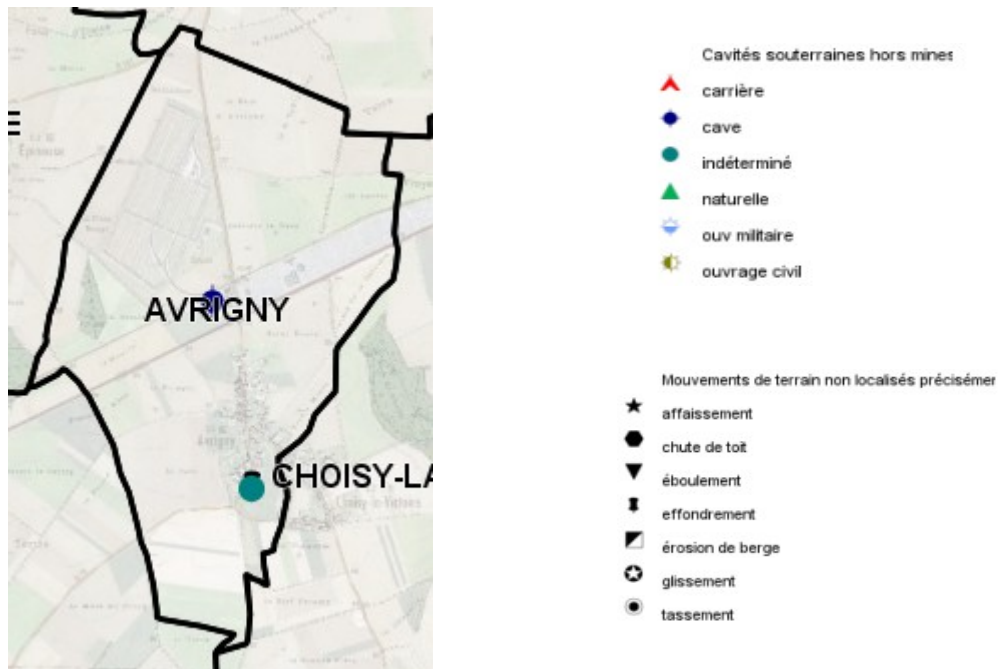 AVRIGNY
CHOISY-LA
Cavités souterraines hors mines
carrière
cave
indéterminé
naturelle
ouv militaire
ouvrage civil
Mouvements de terrain non localisés précisémer
affaissement
chute de toit
éboulement
effondrement
érosion de berge
glissement
tassement